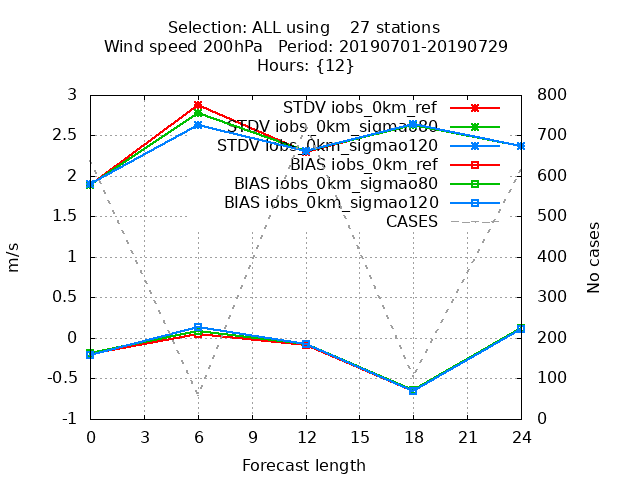 Selection: ALL using 27 stations
Wind speed 200hPa Period: 20190701-20190729
Hours: {12}
STDV iobs_0km_ref
STDV iobs_0km_sigmao80
STDV iobs_0km_sigmao120
BIAS iobs_0km_ref
BIAS iobs_0km_sigmao80
BIAS iobs_0km_sigmao120
CASES
3
2.5
2
1.5
1
0.5
0
-0.5
-1
m/s
800
700
600
500
400
300
200
100
0
No cases
0 3 6 9 12 15 18 21 24
Forecast length